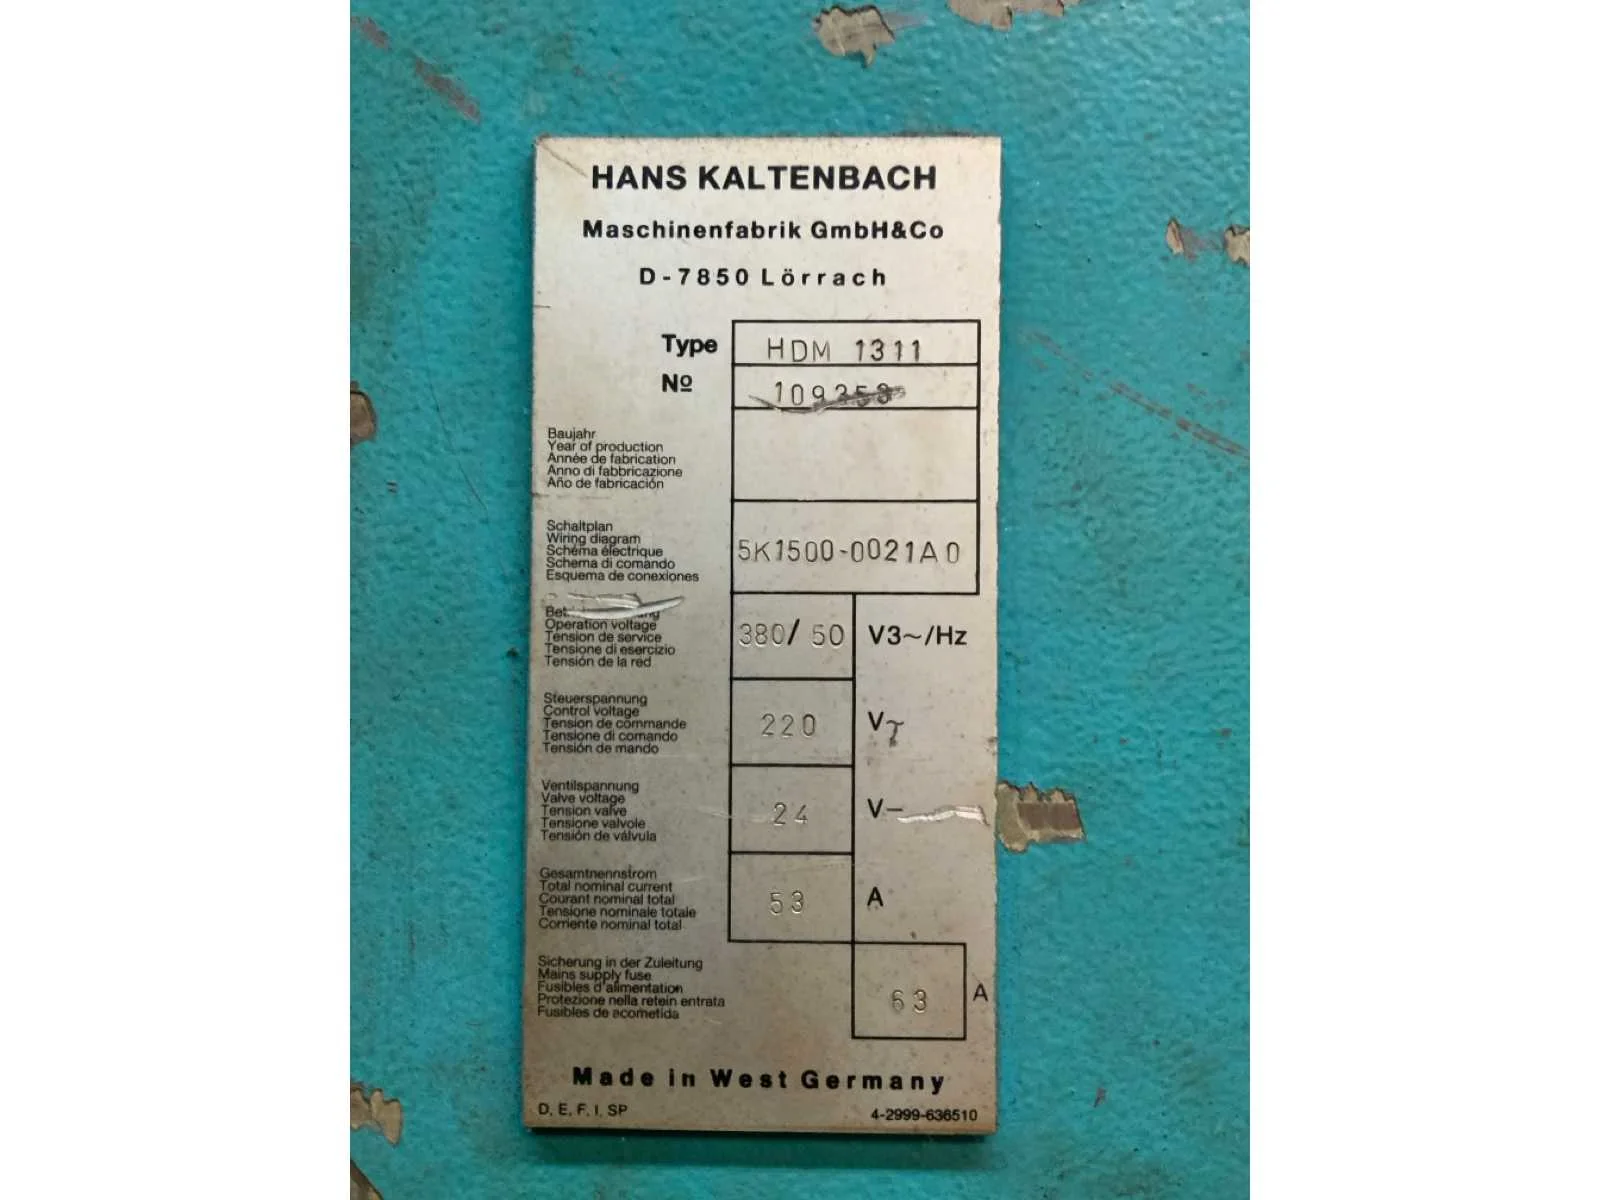 HANS KALTENBACH
Maschinenfabrik GmbH&Co
D-7850 Lörrach
Type HDM 1311
Nº
Baujahr
Year of production
Année de fabrication
Anno di fabbricazione
Año de fabricación
Schaltplan
Wiring diagram
Schéma électrique
Schema di comando
Esquema de conexiones
5K1500-0021A0
Operation voltage
Tension de service
Tensione di esercizio
Tensión de la red
380/50 V3~/Hz
Steuerspannung
Control voltage
Tension de commande
Tensione di comando
Tensión de mando
220 V
Ventilspannung
Valve voltage
Tension valve
Tensione valvole
Tensión de válvula
24 V–
Gesamtnennstrom
Total nominal current
Courant nominal total
Tensione nominale totale
Corriente nominal total
53 A
Sicherung in der Zuleitung
Mains supply fuse
Fusibles d'alimentation
Protezione nella retein entrata
Fusibles de acometida
63 A
Made in West Germany
D, E, F, I, SP
4-2999-636510